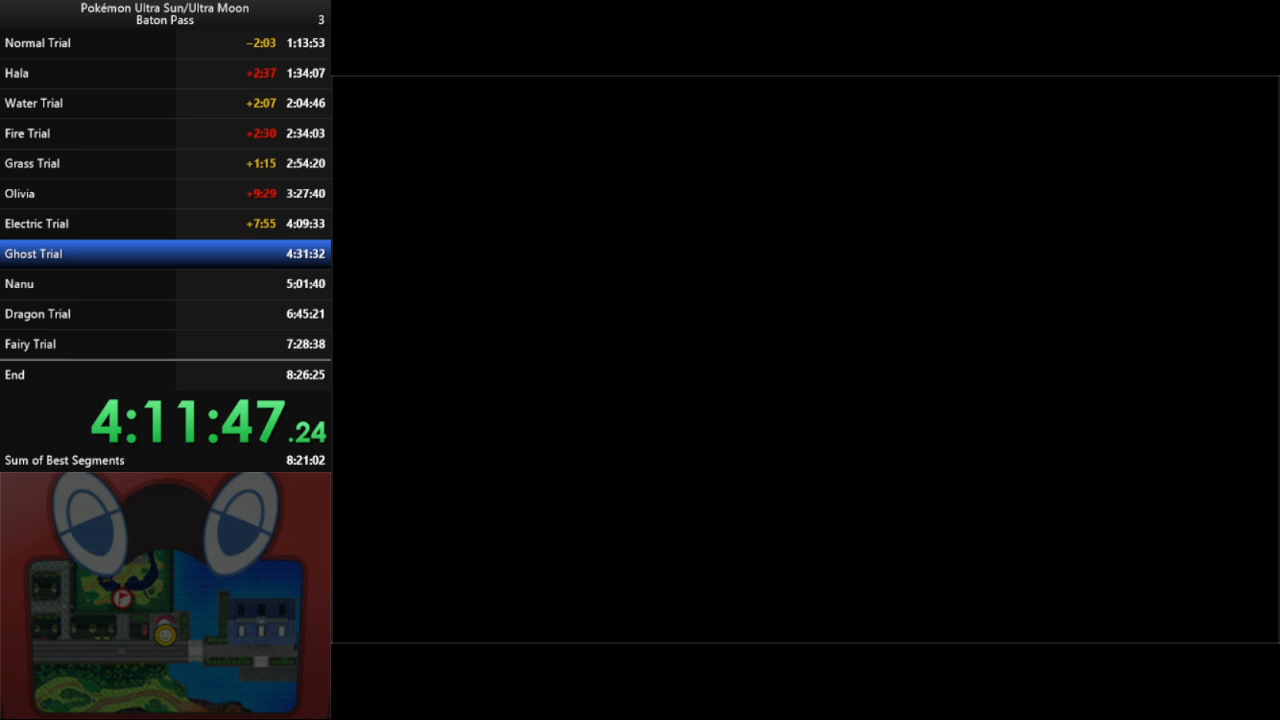 Pokémon Ultra Sun/Ultra Moon
Baton Pass 3
Normal Trial −2:03 1:13:53
Hala +2:37 1:34:07
Water Trial +2:07 2:04:46
Fire Trial +2:30 2:34:03
Grass Trial +1:15 2:54:20
Olivia +9:29 3:27:40
Electric Trial +7:55 4:09:33
Ghost Trial 4:31:32
Nanu 5:01:40
Dragon Trial 6:45:21
Fairy Trial 7:28:38
End 8:26:25
4:11:47.24
Sum of Best Segments 8:21:02